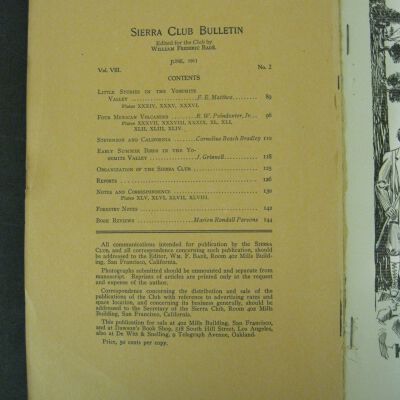 SIERRA CLUB BULLETIN
Edited for the Club by
WILLIAM FREDERIC BADÈ
JUNE, 1911
Vol. VIII. No. 2
CONTENTS
LITTLE STUDIES IN THE YOSEMITE
VALLEY F. E. Matthes 89
Plates XXXIV, XXXV, XXXVI.
FOUR MEXICAN VOLCANOES R. W. Poindexter, Jr. 96
Plates XXXVII, XXXVIII, XXXIX, XL, XLI,
XLII, XLIII, XLIV.
STEVENSON AND CALIFORNIA Cornelius Beach Bradley 110
EARLY SUMMER BIRDS IN THE YO-
SEMITE VALLEY J. Grinnell 118
ORGANIZATION OF THE SIERRA CLUB 125
REPORTS 126
NOTES AND CORRESPONDENCE 130
Plates XLV, XLVI, XLVII, XLVIII.
FORESTRY NOTES 142
BOOK REVIEWS Marion Randall Parsons 144
All communications intended for publication by the SIERRA
CLUB, and all correspondence concerning such publication, should
be addressed to the Editor, WM. F. BADÈ, Room 402 Mills Build-
ing, San Francisco, California.
Photographs submitted should be unmounted and separate from
manuscript. Reprints of articles are printed only at the request
and expense of the author.
Correspondence concerning the distribution and sale of the
publications of the Club with reference to advertising rates and
space location, and concerning its business generally, should be
addressed to the Secretary of the Sierra Club, Room 402 Mills
Building, San Francisco, California.
This publication for sale at 402 Mills Building, San Francisco,
and at Dawson's Book Shop, 518 South Hill Street, Los Angeles,
also at De Witt & Snelling, Telegraph Avenue, Oakland.
Price, 50 cents per copy.